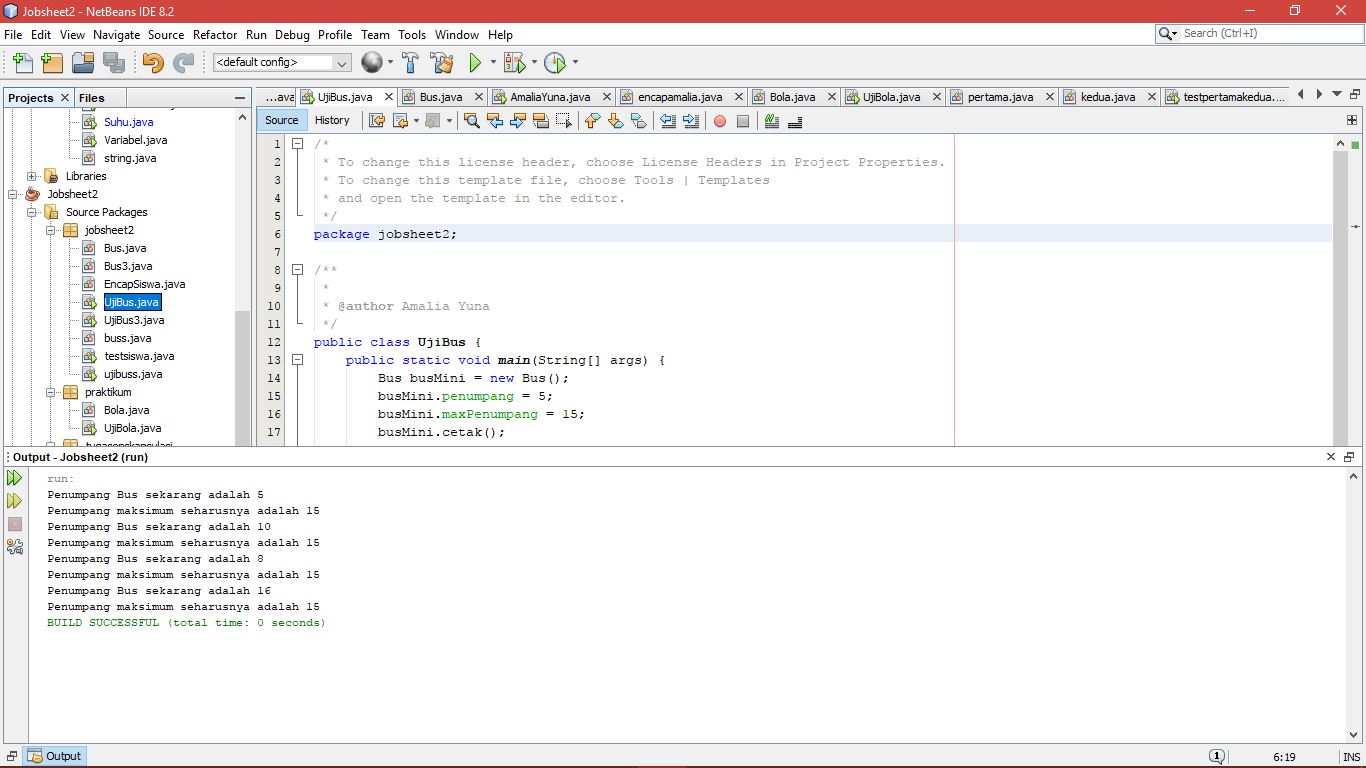 Jobsheet2 - NetBeans IDE 8.2
File Edit View Navigate Source Refactor Run Debug Profile Team Tools Window Help
Search (Ctrl+I)
<default config>
Projects Files
Suhu.java
Variabel.java
string.java
Libraries
Jobsheet2
Source Packages
jobsheet2
Bus.java
Bus3.java
EncapSiswa.java
UjiBus.java
UjiBus3.java
buss.java
testsiswa.java
ujibuss.java
praktikum
Bola.java
UjiBola.java
...ava UjiBus.java Bus.java AmaliaYuna.java encapamalia.java Bola.java UjiBola.java pertama.java kedua.java testpertamakedua....
Source History
1 /*
2 * To change this license header, choose License Headers in Project Properties.
3 * To change this template file, choose Tools | Templates
4 * and open the template in the editor.
5 */
6 package jobsheet2;
7
8 /**
9 *
10 * @author Amalia Yuna
11 */
12 public class UjiBus {
13 public static void main(String[] args) {
14 Bus busMini = new Bus();
15 busMini.penumpang = 5;
16 busMini.maxPenumpang = 15;
17 busMini.cetak();
Output - Jobsheet2 (run)
run:
Penumpang Bus sekarang adalah 5
Penumpang maksimum seharusnya adalah 15
Penumpang Bus sekarang adalah 10
Penumpang maksimum seharusnya adalah 15
Penumpang Bus sekarang adalah 8
Penumpang maksimum seharusnya adalah 15
Penumpang Bus sekarang adalah 16
Penumpang maksimum seharusnya adalah 15
BUILD SUCCESSFUL (total time: 0 seconds)
Output
1
6:19
INS